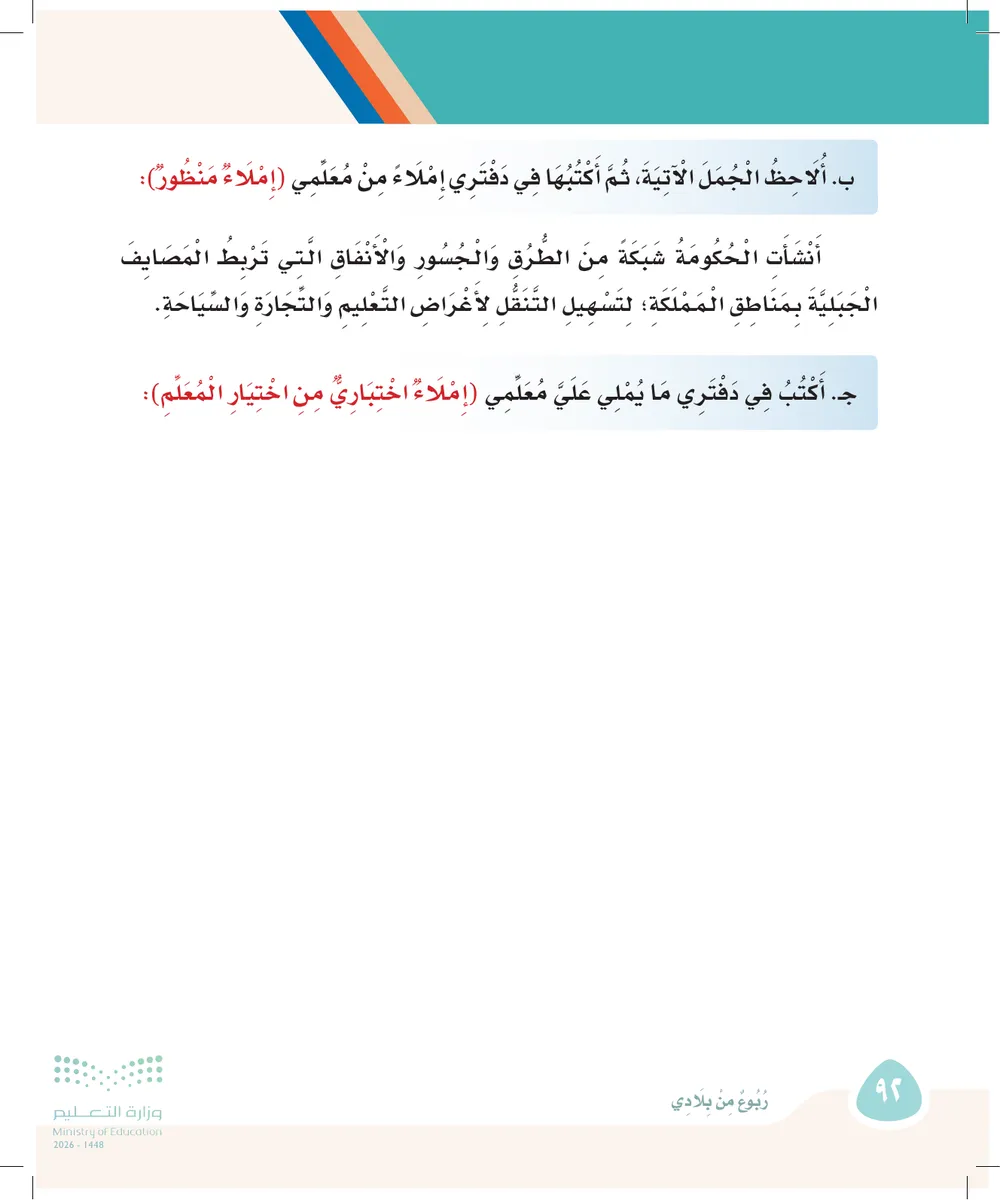 ب. أُلَاحِظُ الْجُمَلَ الْآتِيَةَ، ثُمَّ أَكْتُبُهَا فِي دَفْتَرِي إِمْلَاءً مِنْ مُعَلِّمِي (إِمْلَاءٌ مَنْظُورٌ):
أَنْشَأَتِ الْحُكُومَةُ شَبَكَةً مِنَ الطُّرُقِ وَالْجُسُورِ وَالْأَنْفَاقِ الَّتِي تَرْبِطُ الْمَصَايِفَ
الْجَبَلِيَّةَ بِمَنَاطِقِ الْمَمْلَكَةِ؛ لِتَسْهِيلِ التَّنَقُّلِ لِأَغْرَاضِ التَّعْلِيمِ وَالتِّجَارَةِ وَالسِّيَاحَةِ.
جـ. أَكْتُبُ فِي دَفْتَرِي مَا يُمْلِي عَلَيَّ مُعَلِّمِي (إِمْلَاءٌ اخْتِبَارِيٌّ مِنِ اخْتِيَارِ الْمُعَلِّمِ):
٩٢
رُبُوعٌ مِنْ بِلَادِي
وزارة التعـليم
Ministry of Education
2026 - 1448